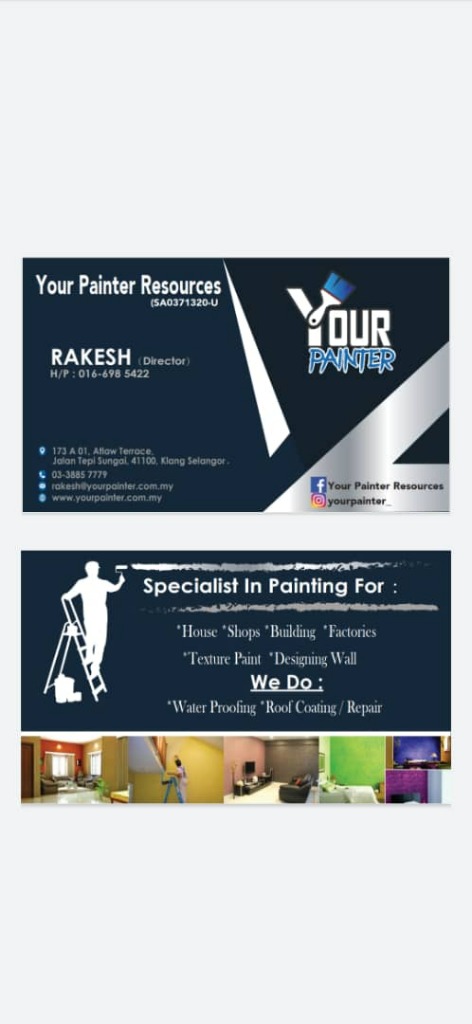 Your Painter Resources
(SA0371320-U
YOUR
PAINTER
RAKESH (Director)
H/P : 016-698 5422
173 A 01, Atlaw Terrace,
Jalan Tepi Sungai, 41100, Klang Selangor.
03-3885 7779
rakesh@yourpainter.com.my
www.yourpainter.com.my
Your Painter Resources
yourpainter_
Specialist In Painting For :
*House *Shops *Building *Factories
*Texture Paint *Designing Wall
We Do :
*Water Proofing *Roof Coating / Repair